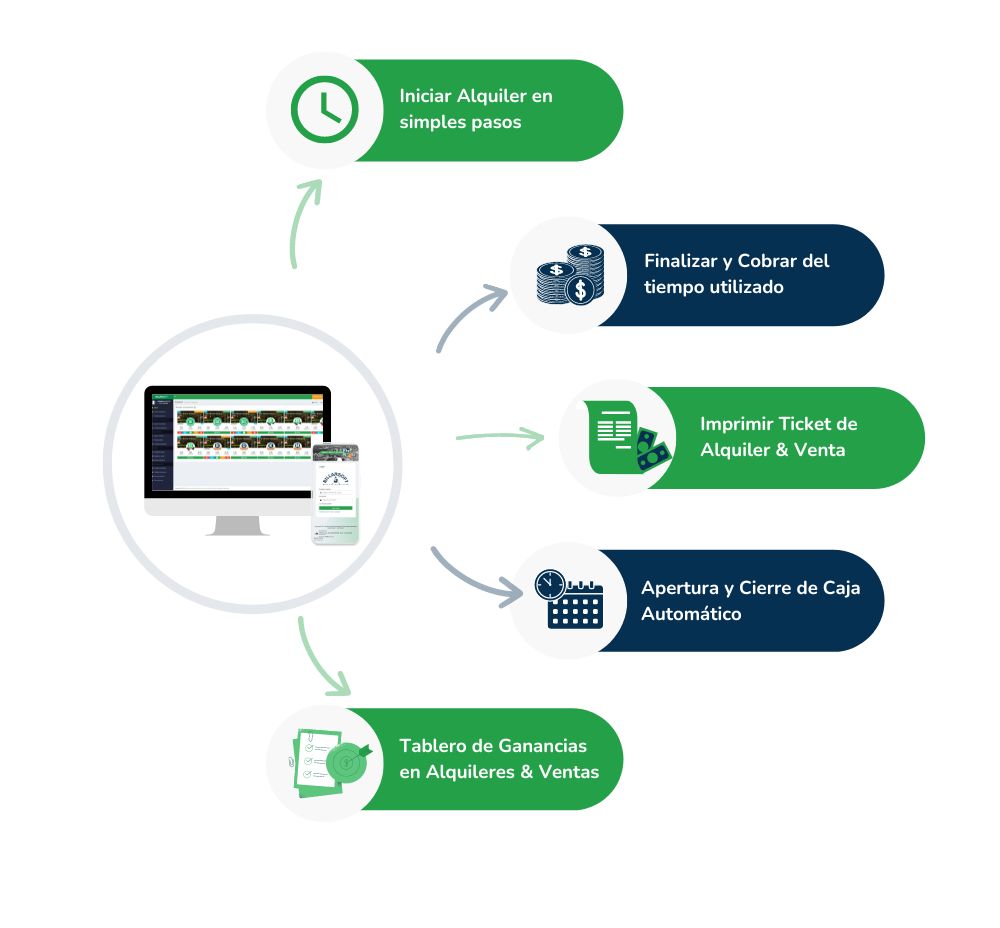 Iniciar Alquiler en
simples pasos
Finalizar y Cobrar del
tiempo utilizado
Imprimir Ticket de
Alquiler & Venta
BILLARSOFT
Apertura y Cierre de Caja
Automático
Tablero de Ganancias
en Alquileres & Ventas